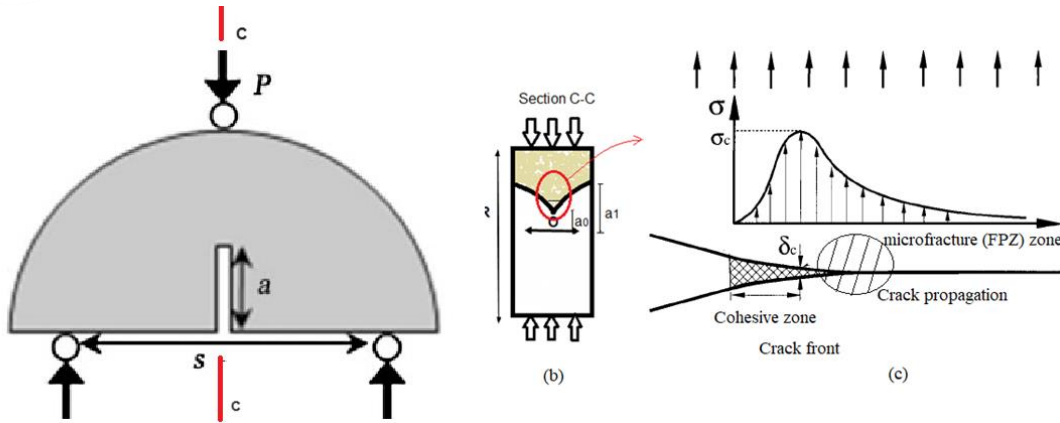 c
P
a
s
c
Section C-C
a1
a0
(b)
σ
σc
microfracture (FPZ) zone
δc
Crack propagation
Cohesive zone
Crack front
(c)